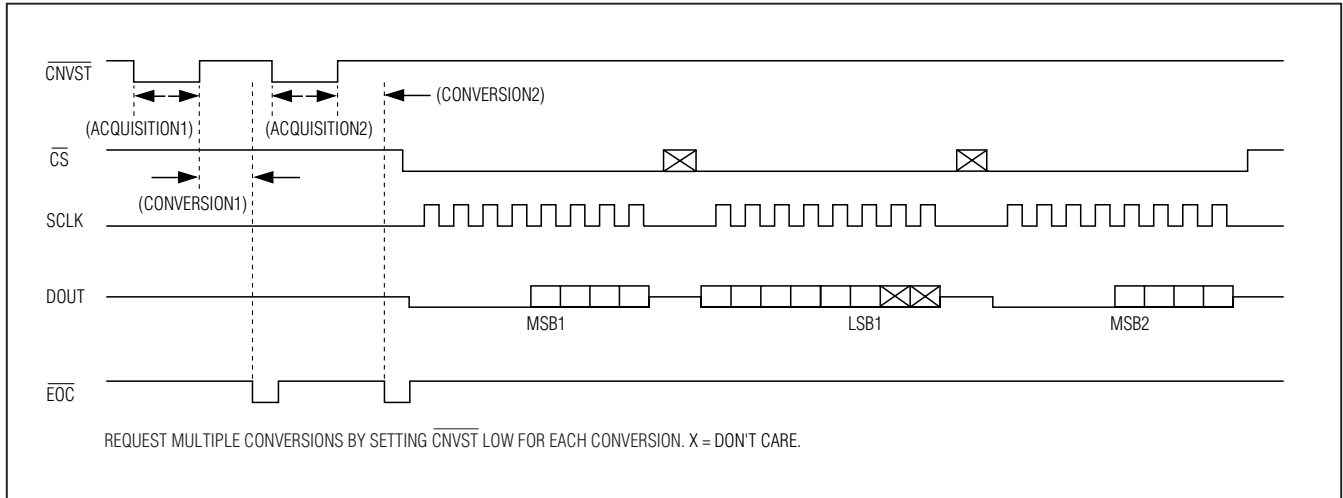 CNVST
(CONVERSION2)
(ACQUISITION1)
(ACQUISITION2)
CS
(CONVERSION1)
SCLK
DOUT
MSB1
LSB1
MSB2
EOC
REQUEST MULTIPLE CONVERSIONS BY SETTING CNVST LOW FOR EACH CONVERSION. X = DON'T CARE.